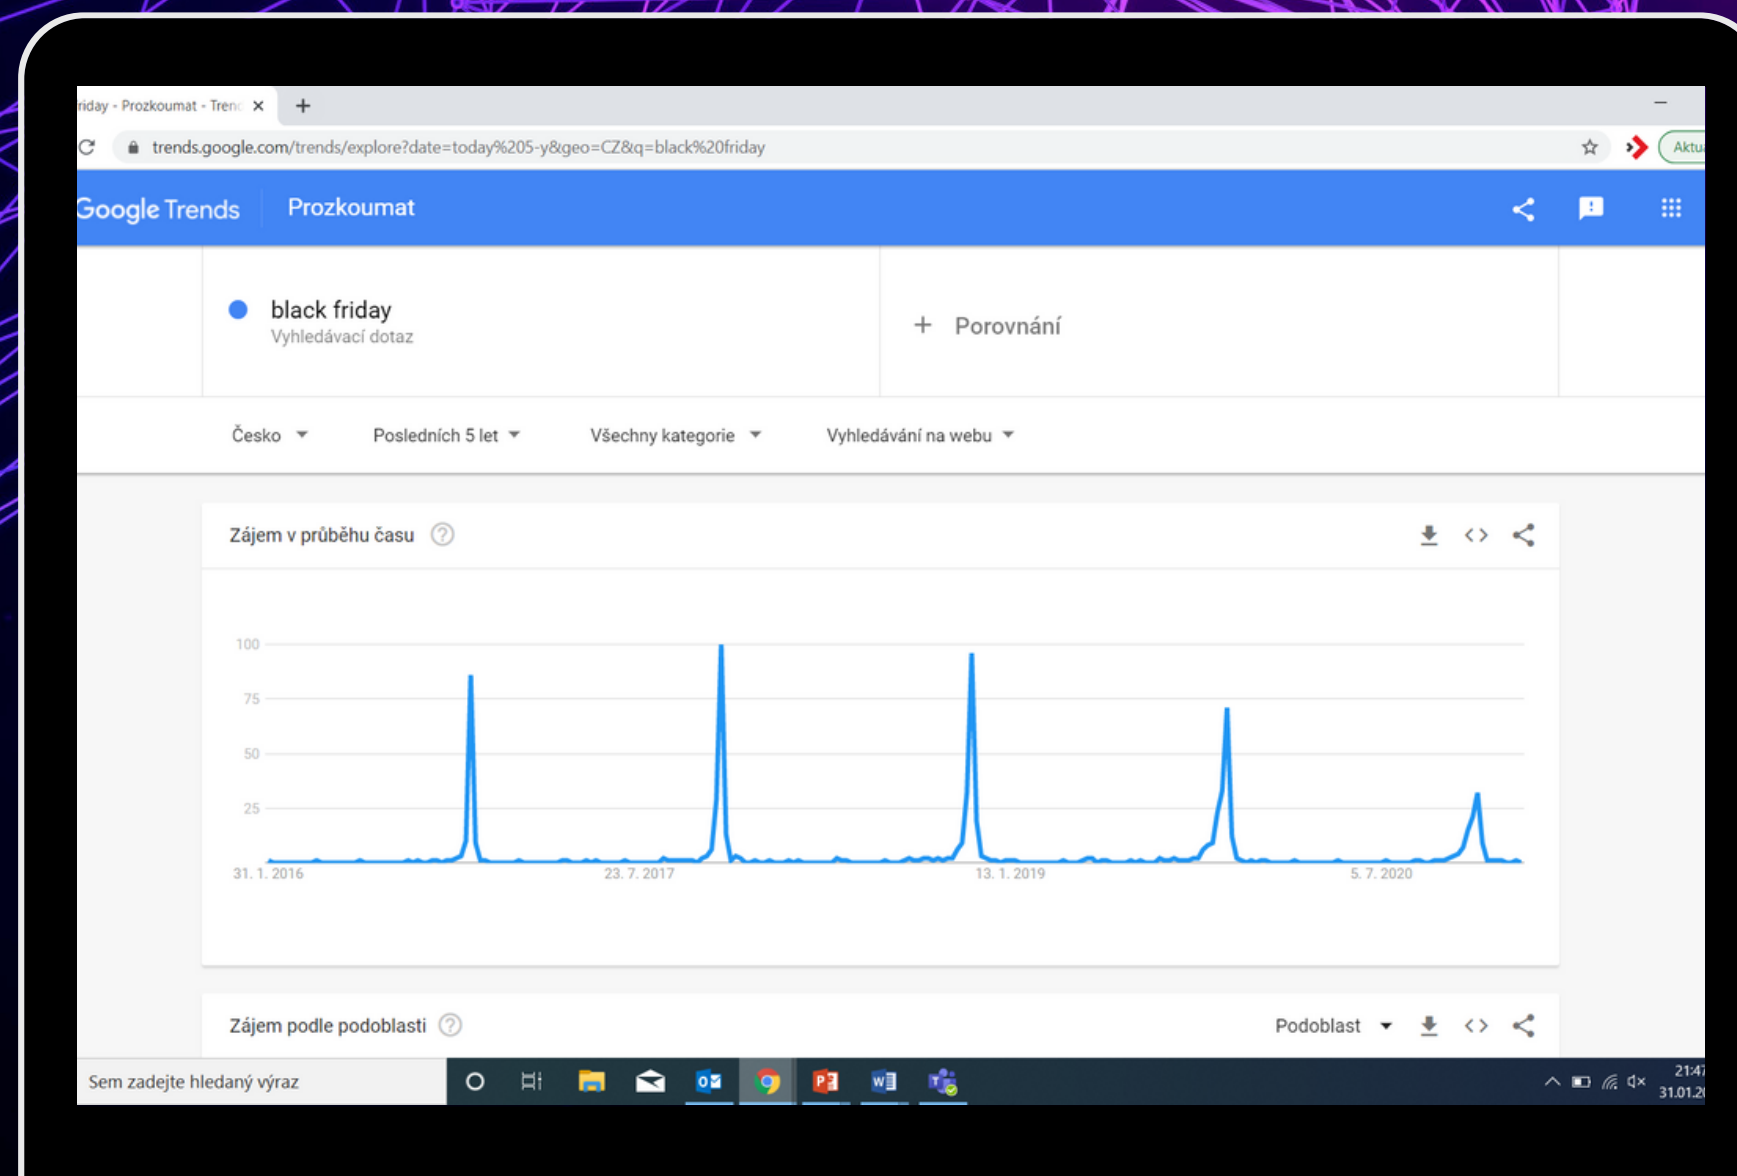 riday - Prozkoumat - Tren
trends.google.com/trends/explore?date=today%205-y&geo=CZ&q=black%20friday
Aktu
Google Trends Prozkoumat
black friday
Vyhledávací dotaz
+ Porovnání
Česko Posledních 5 let Všechny kategorie Vyhledávání na webu
Zájem v průběhu času
100
75
50
25
31. 1. 2016 23. 7. 2017 13. 1. 2019 5. 7. 2020
Zájem podle podoblasti Podoblast
Sem zadejte hledaný výraz
21:47
31.01.20